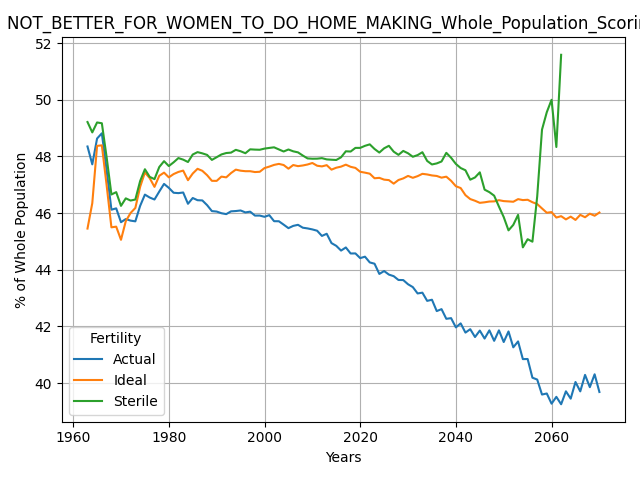 NOT_BETTER_FOR_WOMEN_TO_DO_HOME_MAKING_Whole_Population_Scorin
52
50
48
46
44
42
40
% of Whole Population
Fertility
Actual
Ideal
Sterile
1960 1980 2000 2020 2040 2060
Years